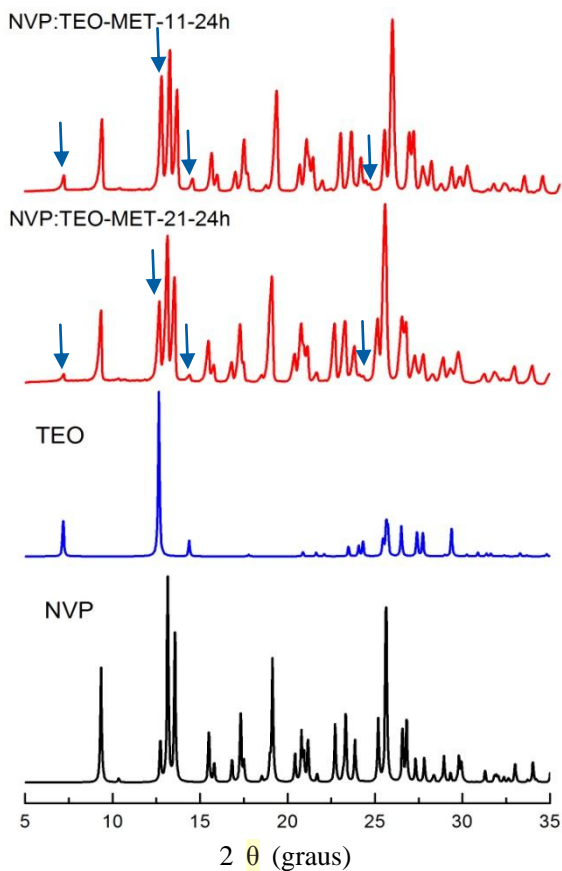 NVP:TEO-MET-11-24h
NVP:TEO-MET-21-24h
TEO
NVP
5 10 15 20 25 30 35
2 θ (graus)